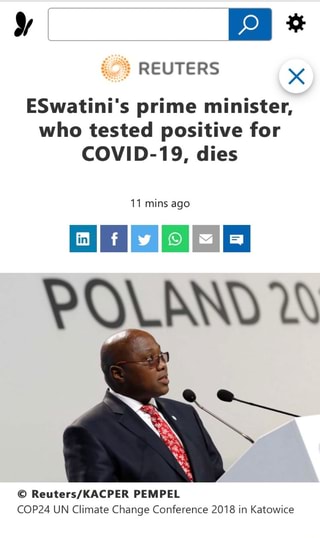 REUTERS
ESwatini's prime minister,
who tested positive for
COVID-19, dies
11 mins ago
in
f
POLAND 20
© Reuters/KACPER PEMPEL
COP24 UN Climate Change Conference 2018 in Katowice